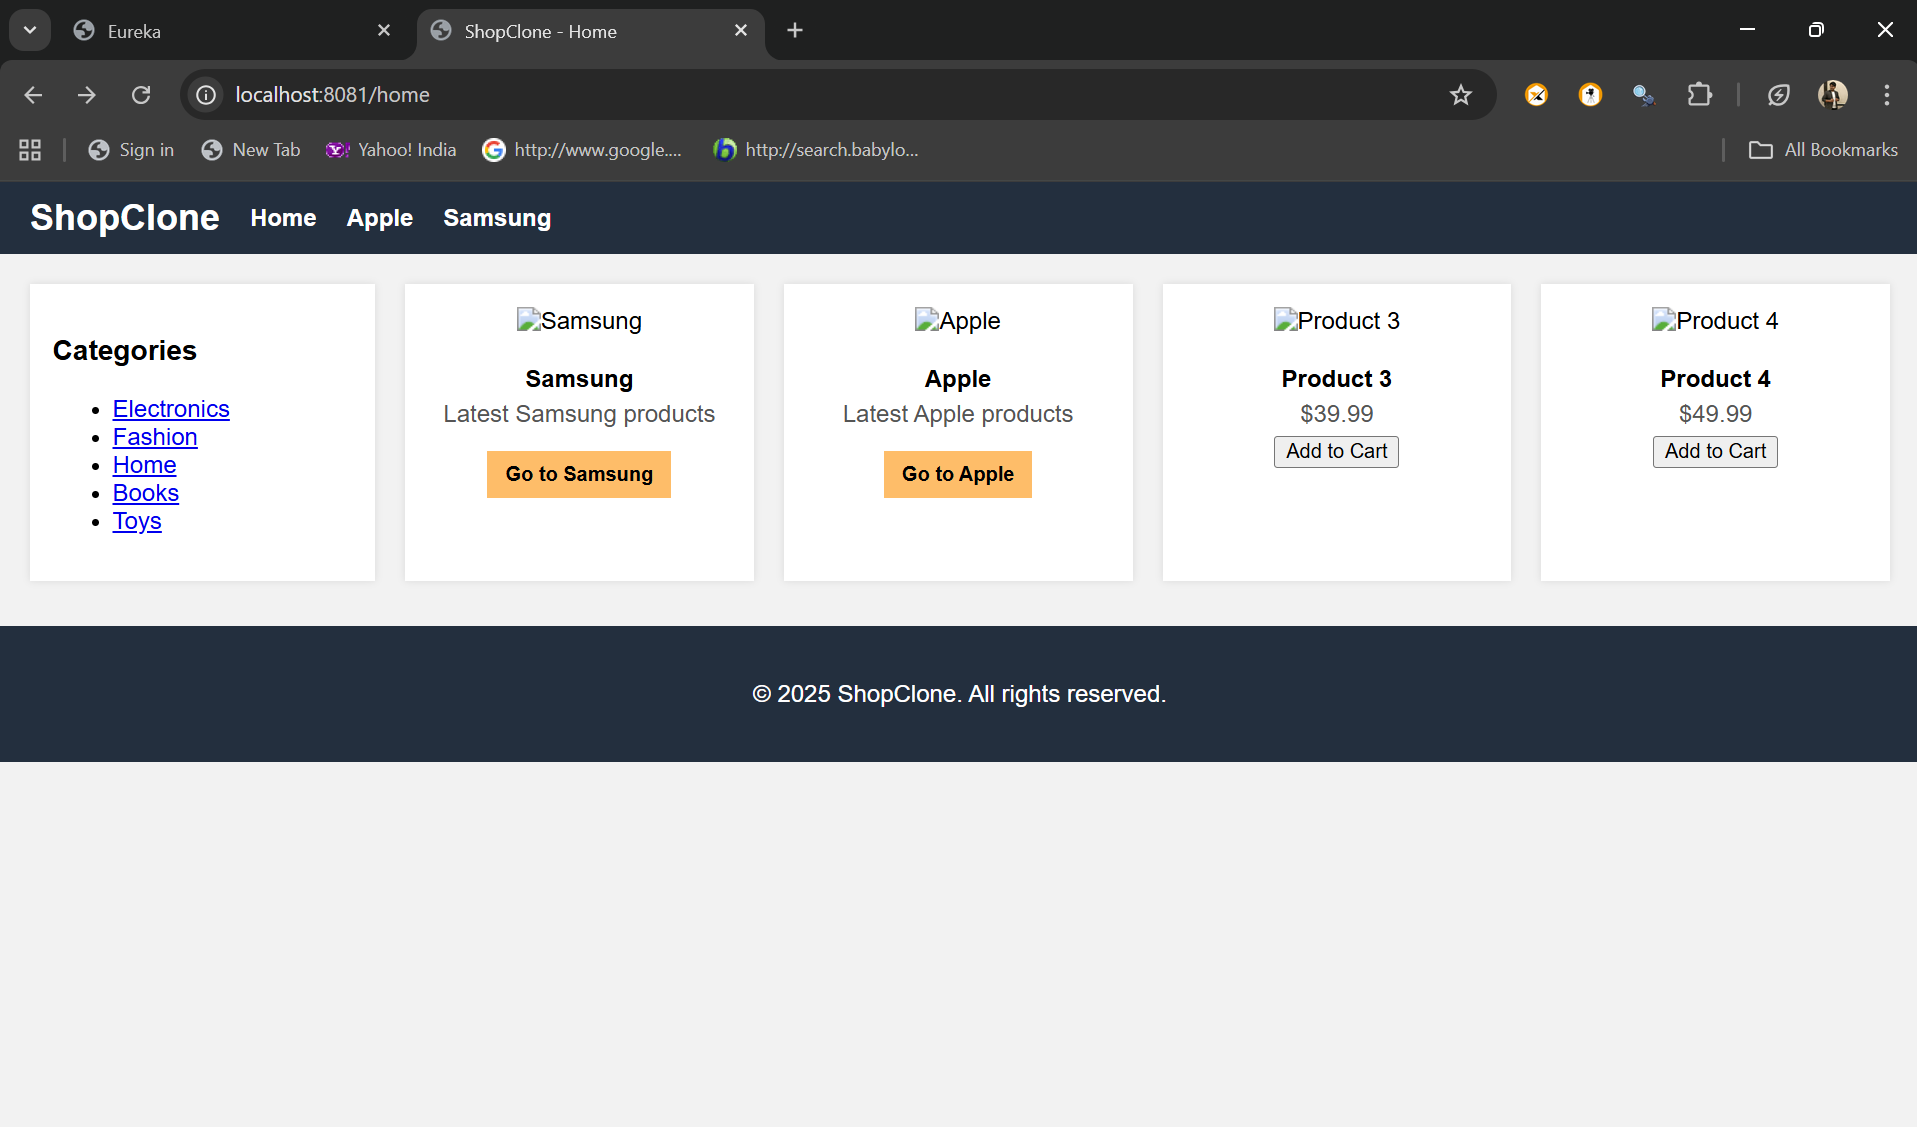 Eureka
ShopClone - Home
localhost:8081/home
Sign in
New Tab
Yahoo! India
http://www.google....
http://search.babylo...
All Bookmarks
ShopClone Home Apple Samsung
Categories
Electronics
Fashion
Home
Books
Toys
Samsung
Samsung
Latest Samsung products
Go to Samsung
Apple
Apple
Latest Apple products
Go to Apple
Product 3
Product 3
$39.99
Add to Cart
Product 4
Product 4
$49.99
Add to Cart
© 2025 ShopClone. All rights reserved.